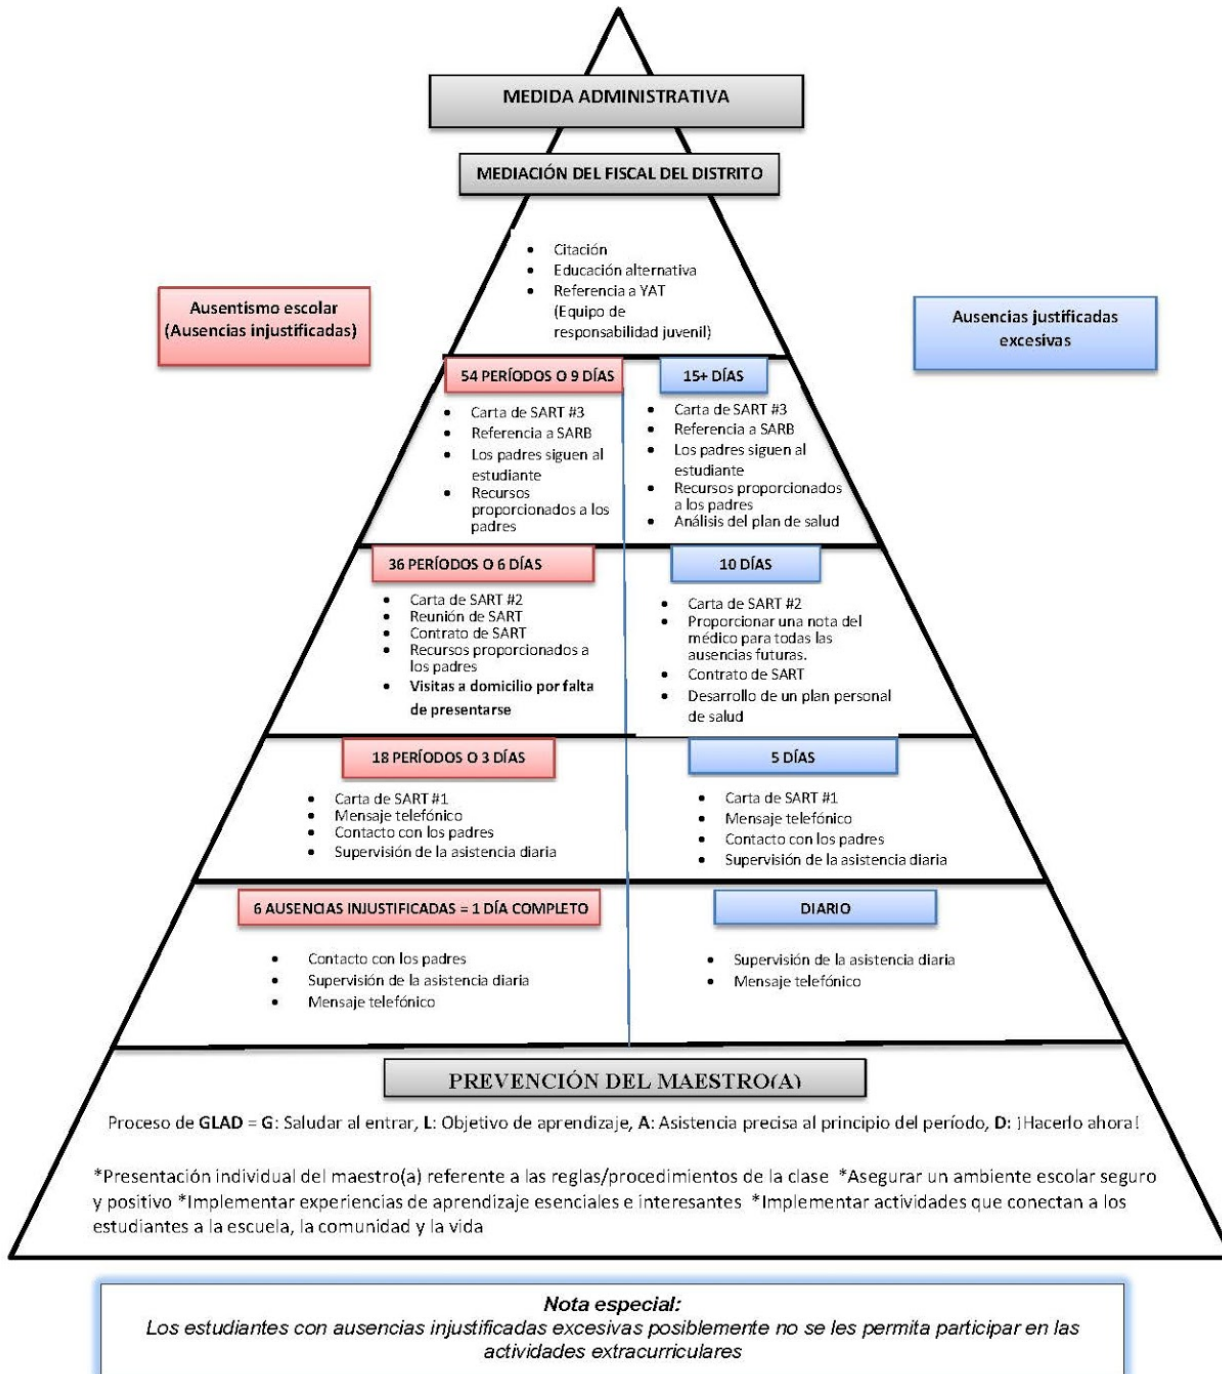 MEDIDA ADMINISTRATIVA
MEDIACIÓN DEL FISCAL DEL DISTRITO
• Citación
• Educación alternativa
• Referencia a YAT
(Equipo de
responsabilidad juvenil)
Ausentismo escolar
(Ausencias injustificadas)
Ausencias justificadas
excesivas
54 PERÍODOS O 9 DÍAS
• Carta de SART #3
• Referencia a SARB
• Los padres siguen al
estudiante
• Recursos
proporcionados a los
padres
15+ DÍAS
• Carta de SART #3
• Referencia a SARB
• Los padres siguen al
estudiante
• Recursos proporcionados
a los padres
• Análisis del plan de salud
36 PERÍODOS O 6 DÍAS
• Carta de SART #2
• Reunión de SART
• Contrato de SART
• Recursos proporcionados a
los padres
• Visitas a domicilio por falta
de presentarse
10 DÍAS
• Carta de SART #2
• Proporcionar una nota del
médico para todas las
ausencias futuras.
• Contrato de SART
• Desarrollo de un plan personal
de salud
18 PERÍODOS O 3 DÍAS
• Carta de SART #1
• Mensaje telefónico
• Contacto con los padres
• Supervisión de la asistencia diaria
5 DÍAS
• Carta de SART #1
• Mensaje telefónico
• Contacto con los padres
• Supervisión de la asistencia diaria
6 AUSENCIAS INJUSTIFICADAS = 1 DÍA COMPLETO
• Contacto con los padres
• Supervisión de la asistencia diaria
• Mensaje telefónico
DIARIO
• Supervisión de la asistencia diaria
• Mensaje telefónico
PREVENCIÓN DEL MAESTRO(A)
Proceso de GLAD = G: Saludar al entrar, L: Objetivo de aprendizaje, A: Asistencia precisa al principio del período, D: ¡Hacerlo ahora!
*Presentación individual del maestro(a) referente a las reglas/procedimientos de la clase *Asegurar un ambiente escolar seguro
y positivo *Implementar experiencias de aprendizaje esenciales e interesantes *Implementar actividades que conectan a los
estudiantes a la escuela, la comunidad y la vida
Nota especial:
Los estudiantes con ausencias injustificadas excesivas posiblemente no se les permita participar en las
actividades extracurriculares